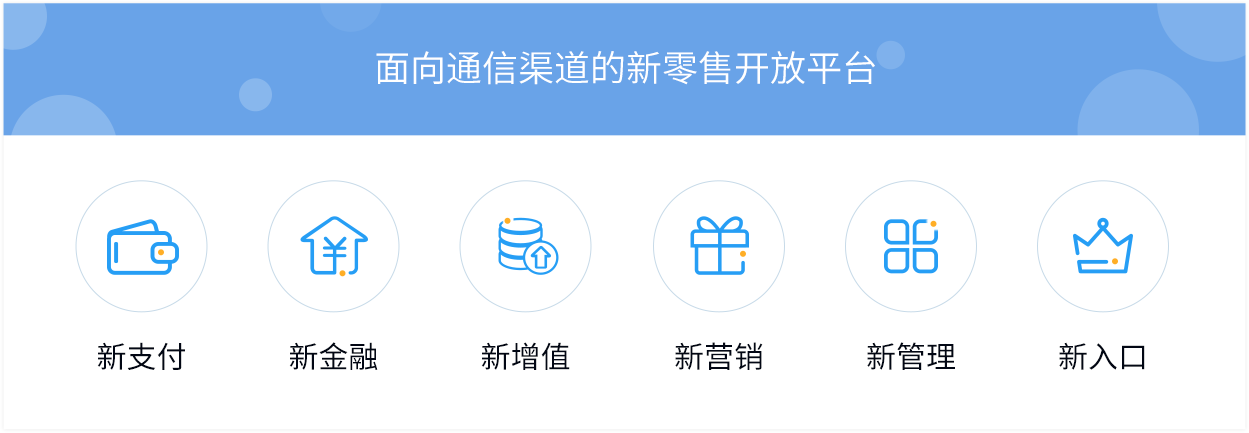 面向通信渠道的新零售开放平台
新支付
新金融
新增值
新营销
新管理
新入口